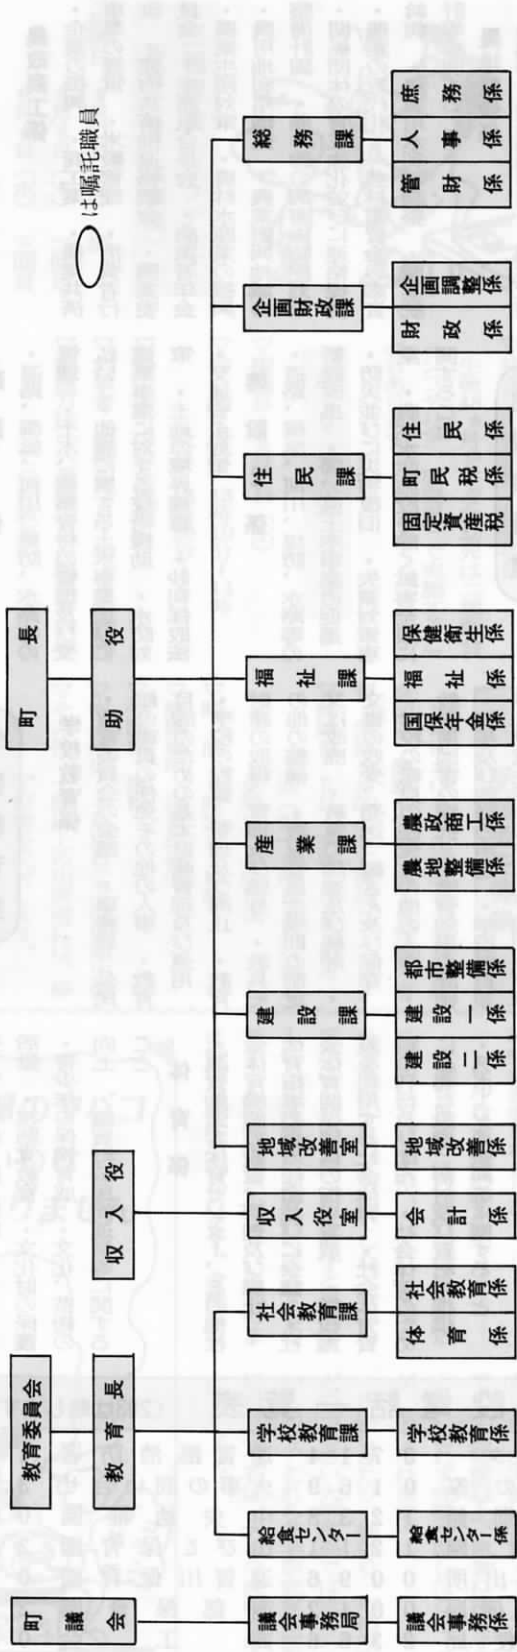 ○は嘱託職員
町長
助役
総務課
庶務係
人事係
管財係
企画財政課
企画調整係
財政係
住民課
住民係
町民税係
固定資産税
福祉課
保健衛生係
福祉係
国保年金係
産業課
農政商工係
農地整備係
建設課
都市整備係
建設一係
建設二係
地域改善室
地域改善係
収入役
収入役室
会計係
教育委員会
教育長
社会教育課
社会教育係
体育係
学校教育課
学校教育係
給食センター
給食センター係
町議会
議会事務局
議会事務係